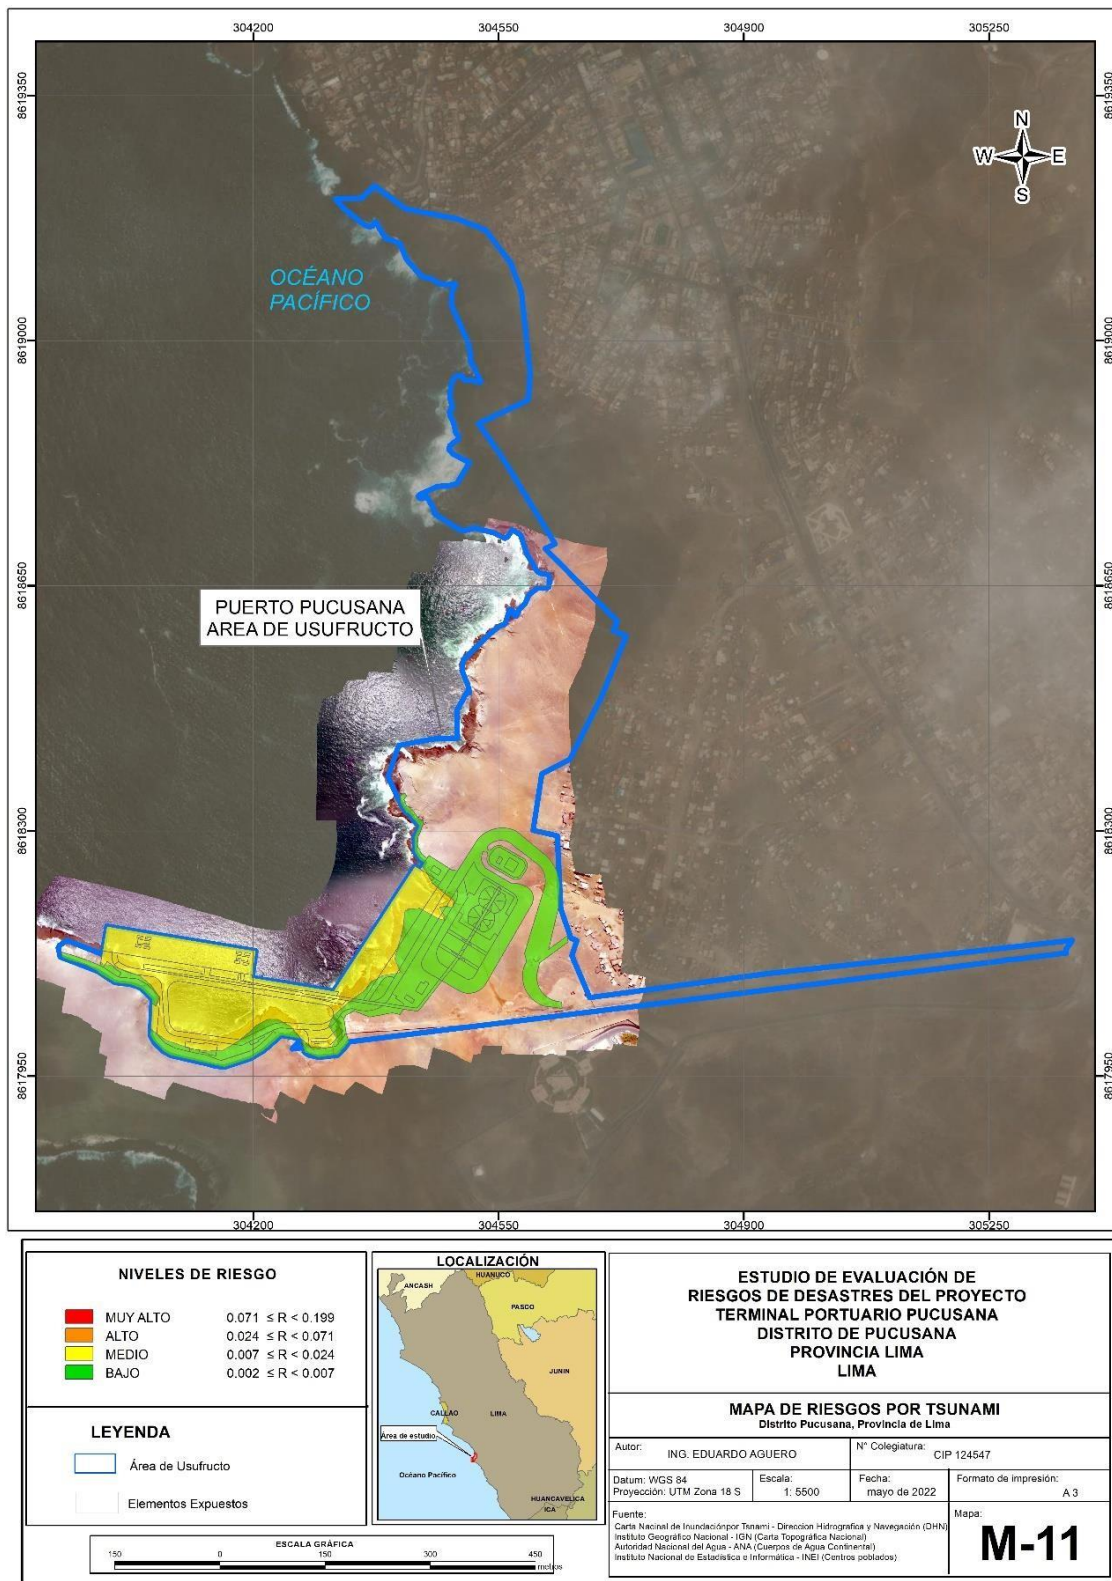 304200 304550 304900 305250
8619350 8619350
N
W E
S
OCÉANO
PACÍFICO
8619000 8619000
8618650 8618650
PUERTO PUCUSANA
AREA DE USUFRUCTO
8618300 8618300
8617950 8617950
304200 304550 304900 305250
NIVELES DE RIESGO
MUY ALTO 0.071 ≤ R < 0.199
ALTO 0.024 ≤ R < 0.071
MEDIO 0.007 ≤ R < 0.024
BAJO 0.002 ≤ R < 0.007
LEYENDA
Área de Usufructo
Elementos Expuestos
ESCALA GRÁFICA
150 0 150 300 450
metros
LOCALIZACIÓN
ANCASH
HUANUCO
PASCO
JUNIN
CALLAO
LIMA
Área de estudio
Océano Pacífico
HUANCAVELICA
ICA
ESTUDIO DE EVALUACIÓN DE
RIESGOS DE DESASTRES DEL PROYECTO
TERMINAL PORTUARIO PUCUSANA
DISTRITO DE PUCUSANA
PROVINCIA LIMA
LIMA
MAPA DE RIESGOS POR TSUNAMI
Distrito Pucusana, Provincia de Lima
Autor: ING. EDUARDO AGUERO
N° Colegiatura: CIP 124547
Datum: WGS 84
Proyección: UTM Zona 18 S
Escala:
1: 5500
Fecha:
mayo de 2022
Formato de impresión:
A 3
Fuente:
Carta Nacinal de Inundaciónpor Tsnami - Direccion Hidrografica y Navegación (DHN)
Instituto Geográfico Nacional - IGN (Carta Topográfica Nacional)
Autoridad Nacional del Agua - ANA (Cuerpos de Agua Continental)
Instituto Nacional de Estadística e Informática - INEI (Centros poblados)
Mapa:
M-11